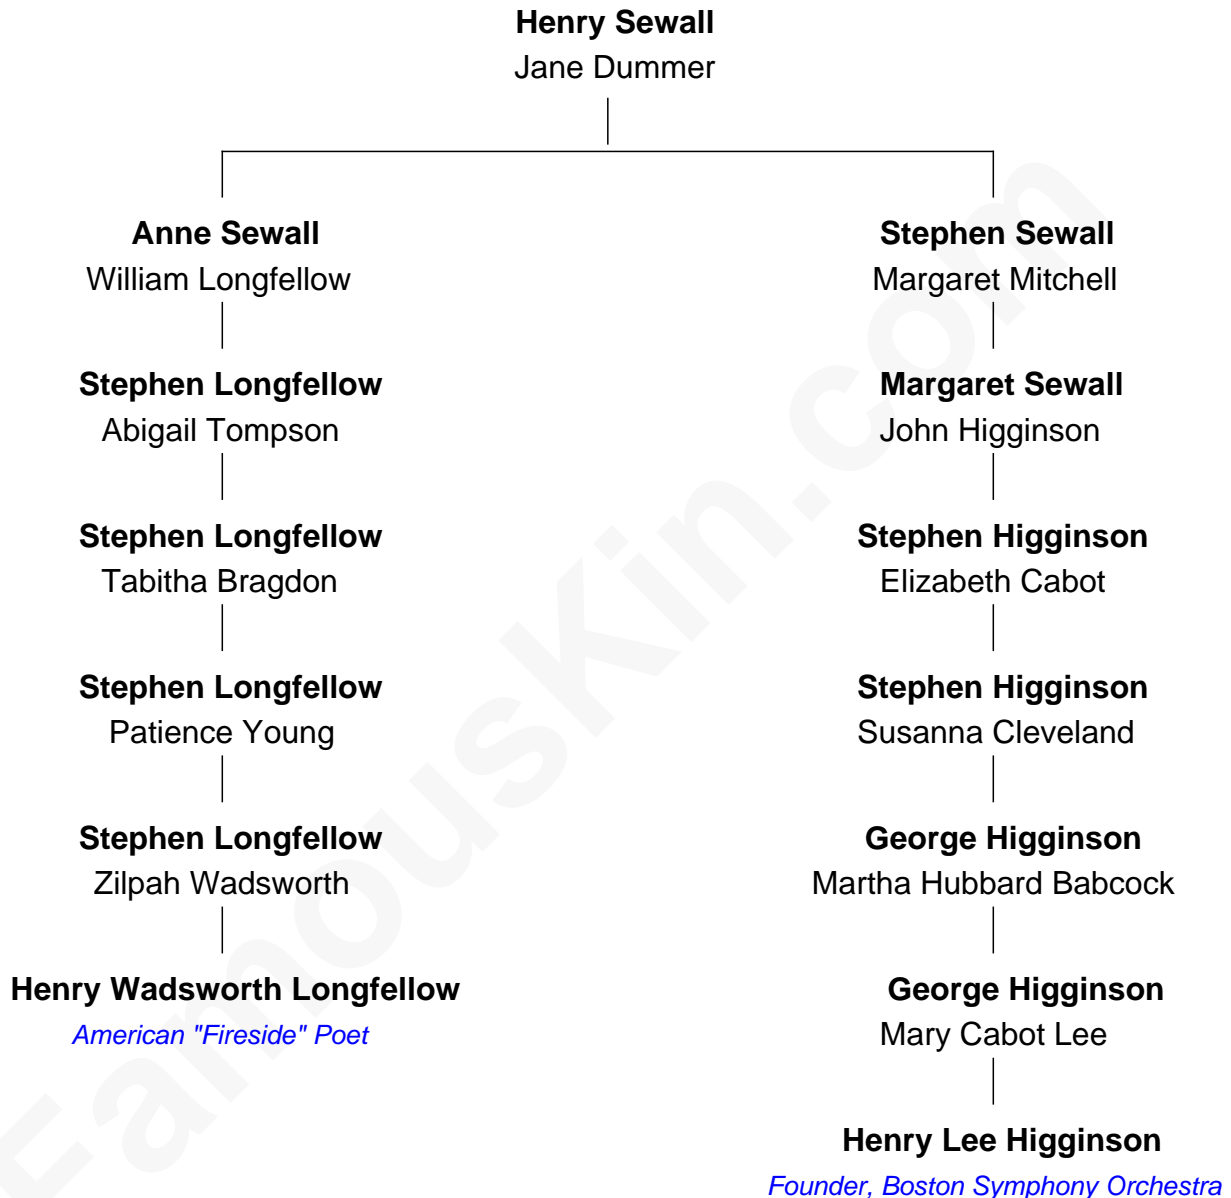 Henry Sewall
Jane Dummer
Anne Sewall
William Longfellow
Stephen Longfellow
Abigail Tompson
Stephen Longfellow
Tabitha Bragdon
Stephen Longfellow
Patience Young
Stephen Longfellow
Zilpah Wadsworth
Henry Wadsworth Longfellow
American "Fireside" Poet
Stephen Sewall
Margaret Mitchell
Margaret Sewall
John Higginson
Stephen Higginson
Elizabeth Cabot
Stephen Higginson
Susanna Cleveland
George Higginson
Martha Hubbard Babcock
George Higginson
Mary Cabot Lee
Henry Lee Higginson
Founder, Boston Symphony Orchestra
FamousKin.com